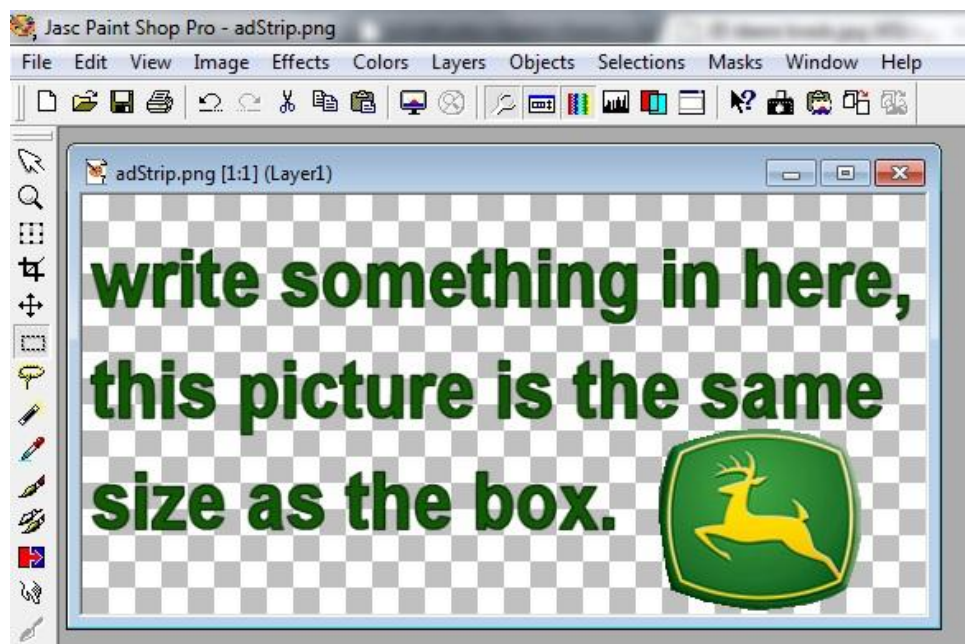 Jasc Paint Shop Pro - adStrip.png
File Edit View Image Effects Colors Layers Objects Selections Masks Window Help
adStrip.png [1:1] (Layer1)
write something in here,
this picture is the same
size as the box.